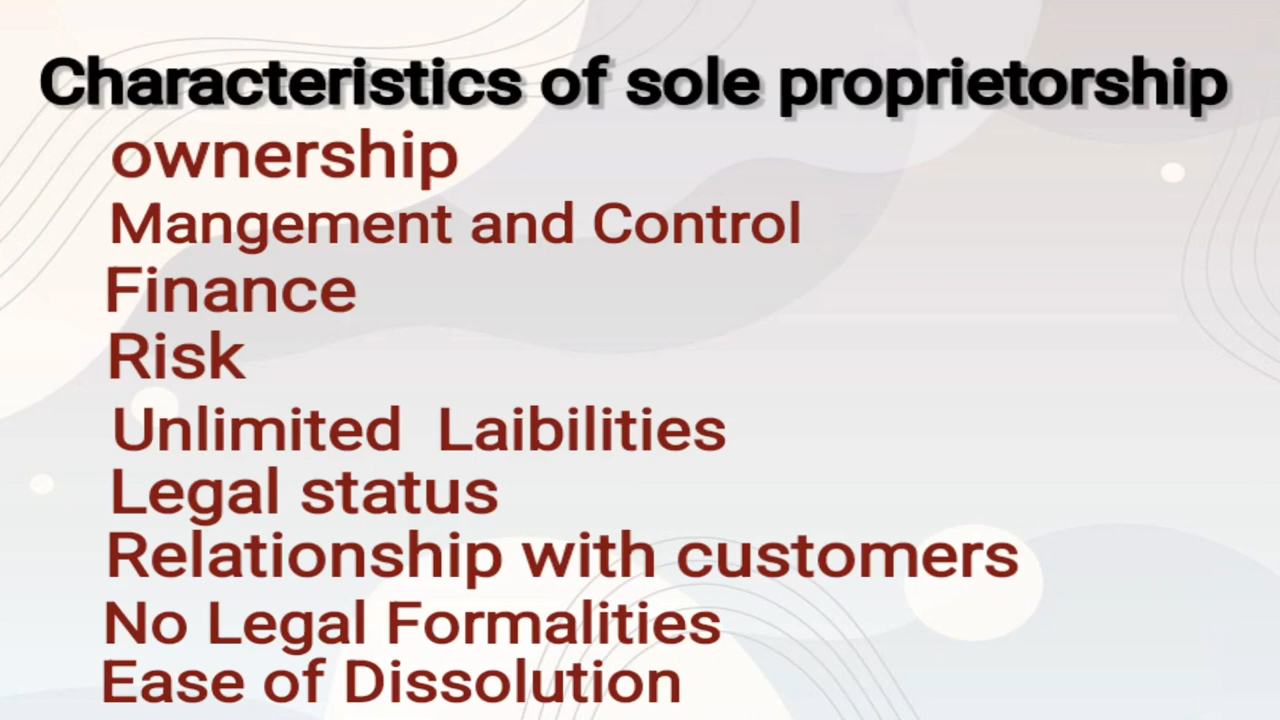 Characteristics of sole proprietorship
ownership
Mangement and Control
Finance
Risk
Unlimited Laibilities
Legal status
Relationship with customers
No Legal Formalities
Ease of Dissolution